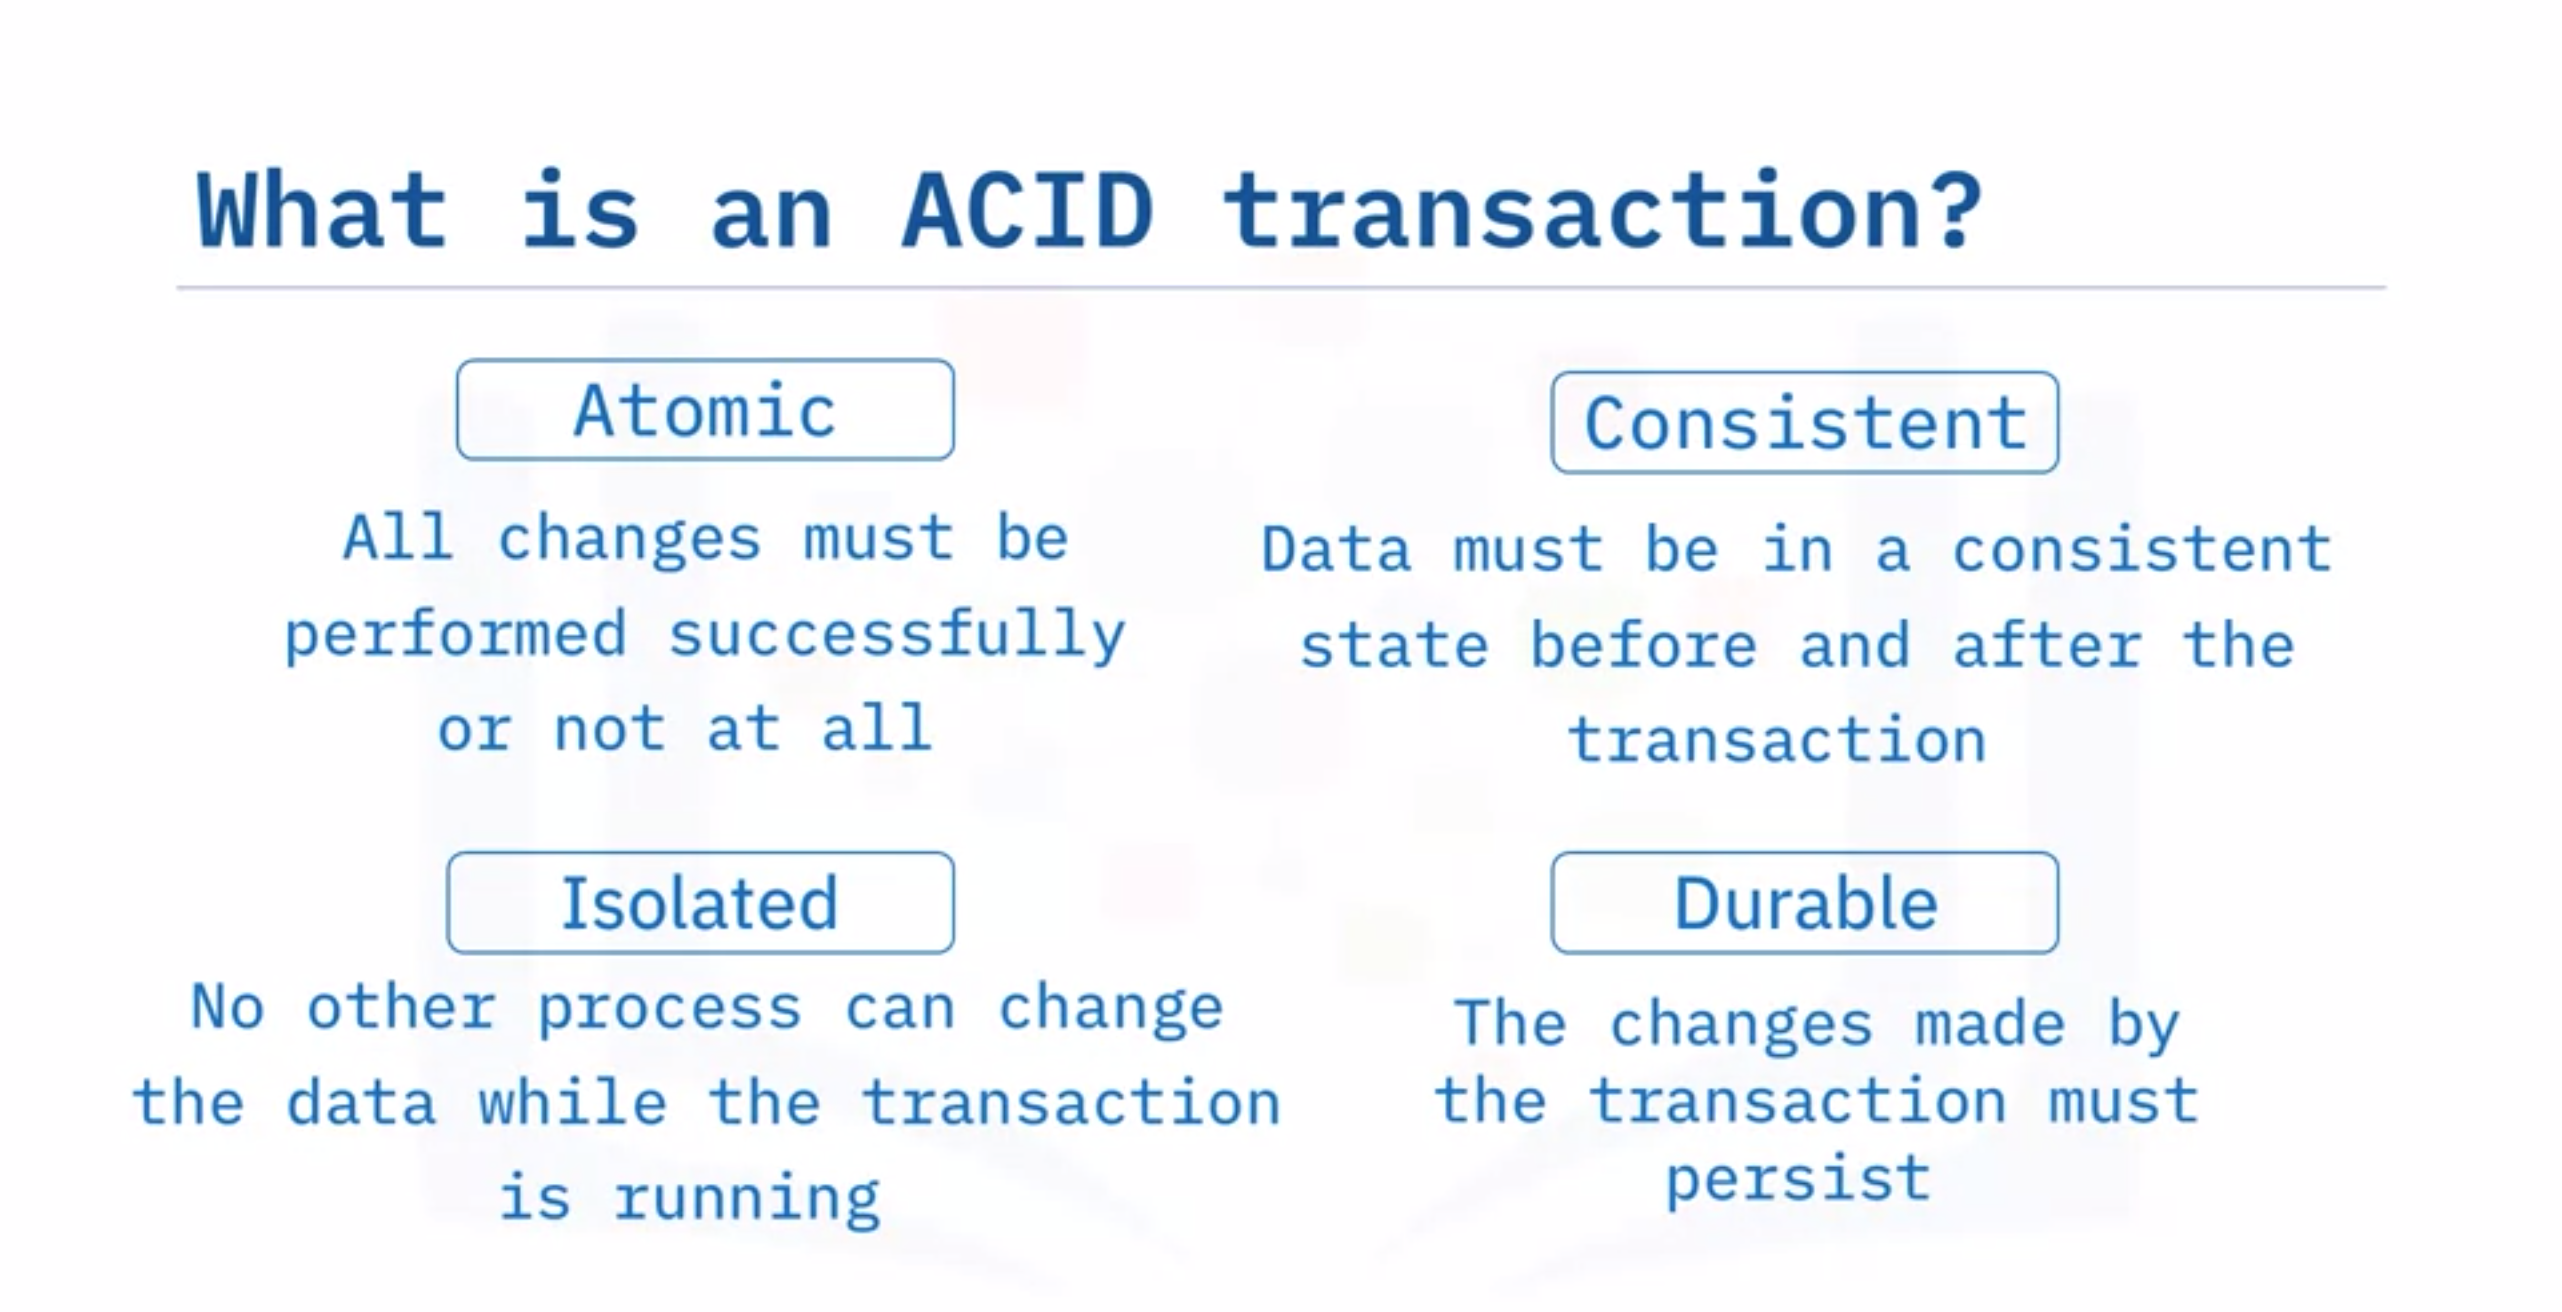 What is an ACID transaction?
Atomic
All changes must be
performed successfully
or not at all
Consistent
Data must be in a consistent
state before and after the
transaction
Isolated
No other process can change
the data while the transaction
is running
Durable
The changes made by
the transaction must
persist